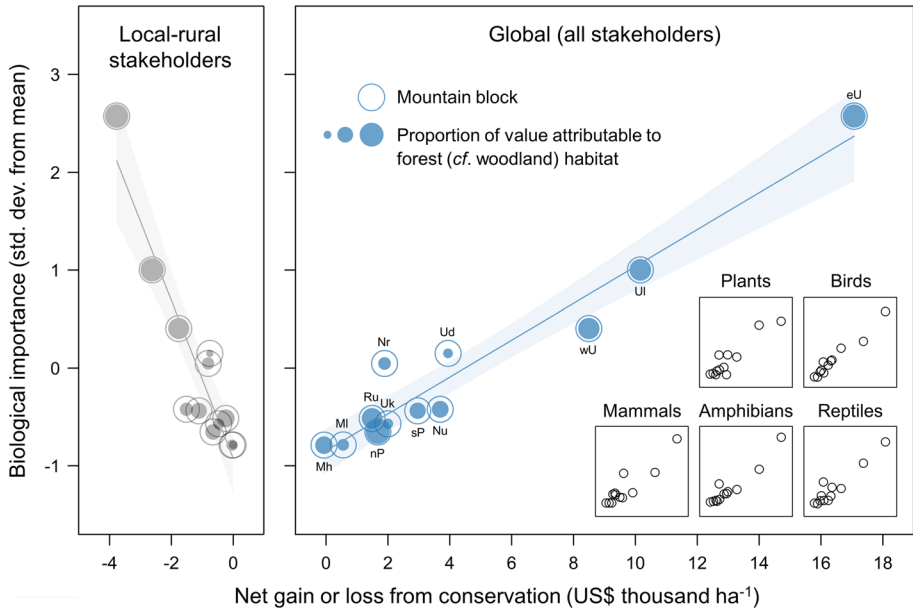 Local-rural
stakeholders
Global (all stakeholders)
Biological importance (std. dev. from mean)
3
2
1
0
-1
Mountain block
Proportion of value attributable to
forest (cf. woodland) habitat
eU
Ul
wU
Ud
Nr
Ru
Uk
Ml
Mh
nP
sP
Nu
Plants
Birds
Mammals
Amphibians
Reptiles
-4
-2
0
0
2
4
6
8
10
12
14
16
18
Net gain or loss from conservation (US$ thousand ha-1)